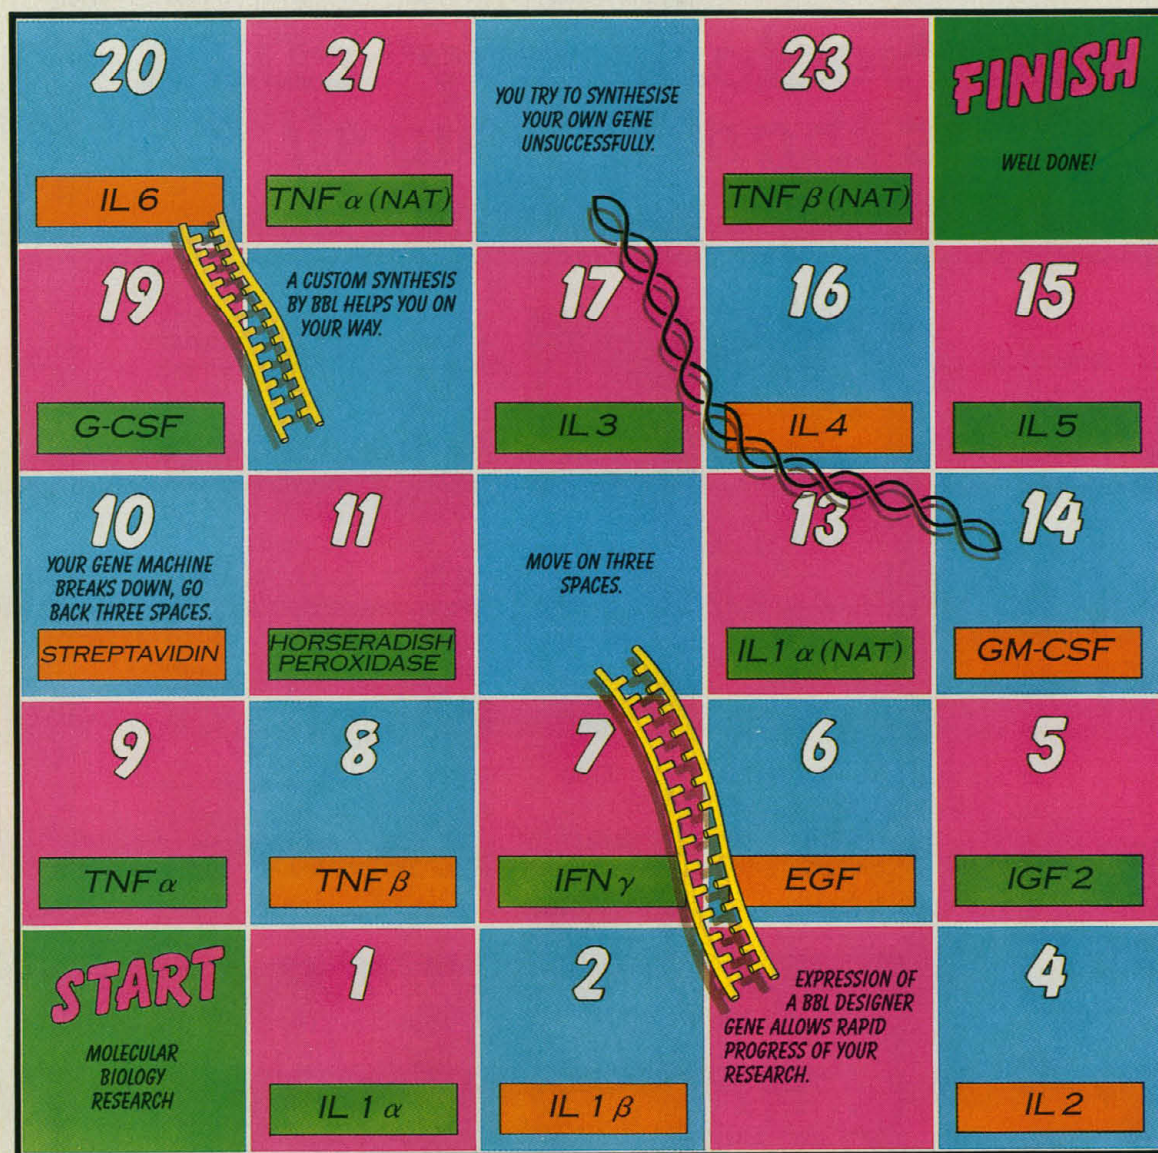 20
IL 6
21
TNF α (NAT)
YOU TRY TO SYNTHESISE
YOUR OWN GENE
UNSUCCESSFULLY.
23
TNF β (NAT)
FINISH
WELL DONE!
19
G-CSF
A CUSTOM SYNTHESIS
BY BBL HELPS YOU ON
YOUR WAY.
17
IL 3
16
IL 4
15
IL 5
10
YOUR GENE MACHINE
BREAKS DOWN, GO
BACK THREE SPACES.
STREPTAVIDIN
11
HORSERADISH
PEROXIDASE
MOVE ON THREE
SPACES.
13
IL 1 α (NAT)
14
GM-CSF
9
TNF α
8
TNF β
7
IFN γ
6
EGF
5
IGF 2
START
MOLECULAR
BIOLOGY
RESEARCH
1
IL 1 α
2
IL 1 β
EXPRESSION OF
A BBL DESIGNER
GENE ALLOWS RAPID
PROGRESS OF YOUR
RESEARCH.
4
IL 2